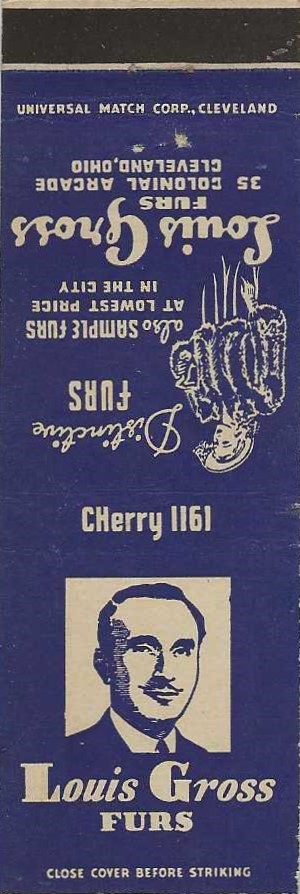 UNIVERSAL MATCH CORP., CLEVELAND
Distinctive
FURS
also SAMPLE FURS
AT LOWEST PRICE
IN THE CITY
Louis Gross
FURS
35 COLONIAL ARCADE
CLEVELAND, OHIO
CHerry 1161
Louis Gross
FURS
CLOSE COVER BEFORE STRIKING